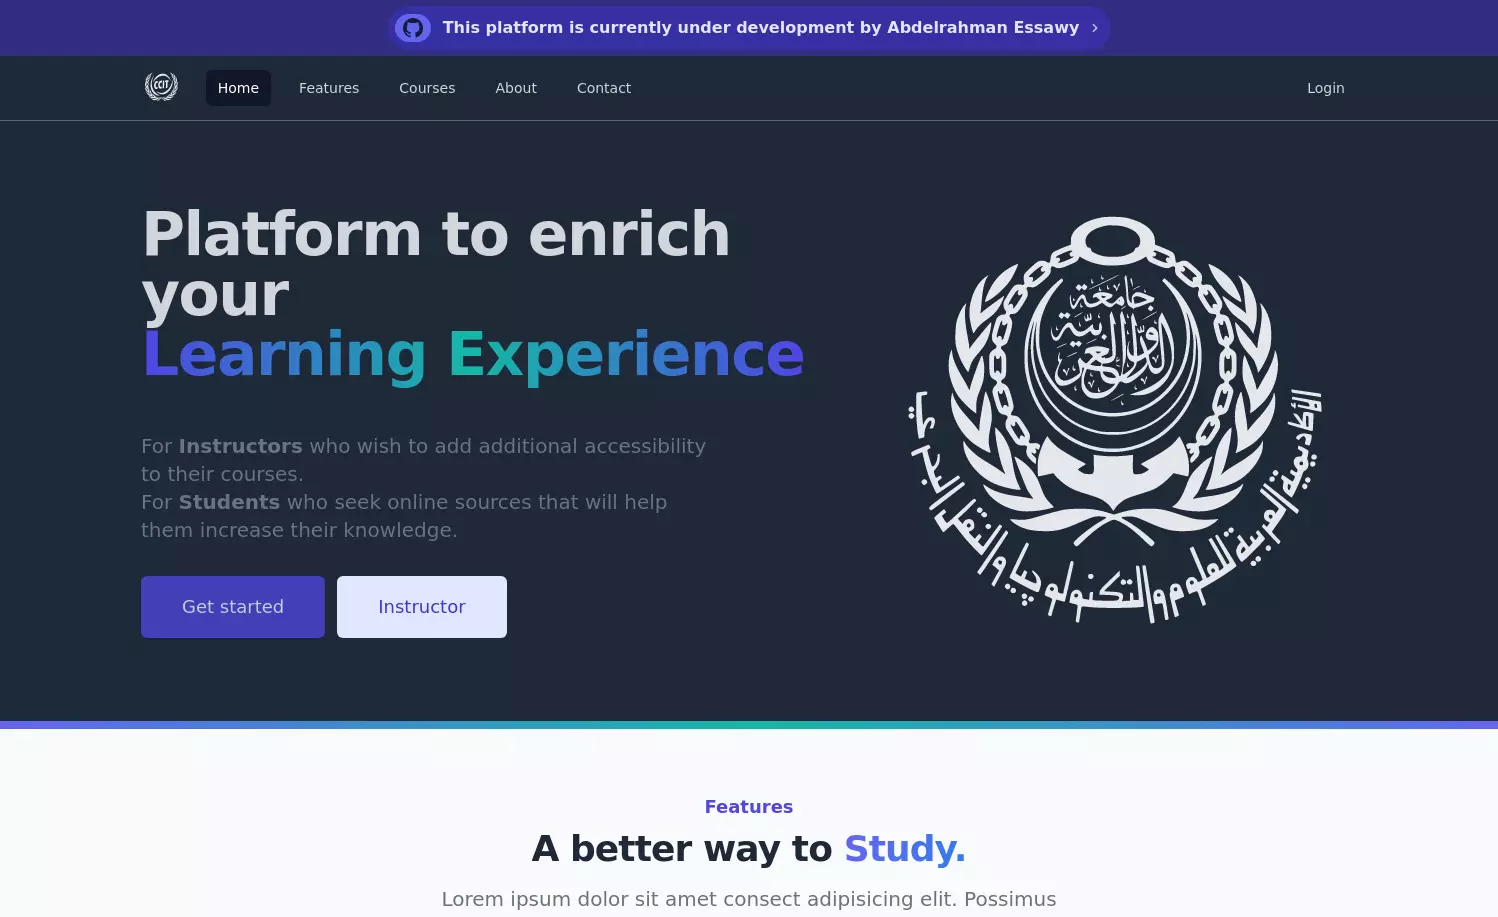 This platform is currently under development by Abdelrahman Essawy
CCIT
Home
Features
Courses
About
Contact
Login
Platform to enrich
your
Learning Experience
For Instructors who wish to add additional accessibility
to their courses.
For Students who seek online sources that will help
them increase their knowledge.
Get started
Instructor
جامعة
الدول العربية
الأكاديمية العربية للعلوم والتكنولوجيا والنقل البحري
Features
A better way to Study.
Lorem ipsum dolor sit amet consect adipisicing elit. Possimus